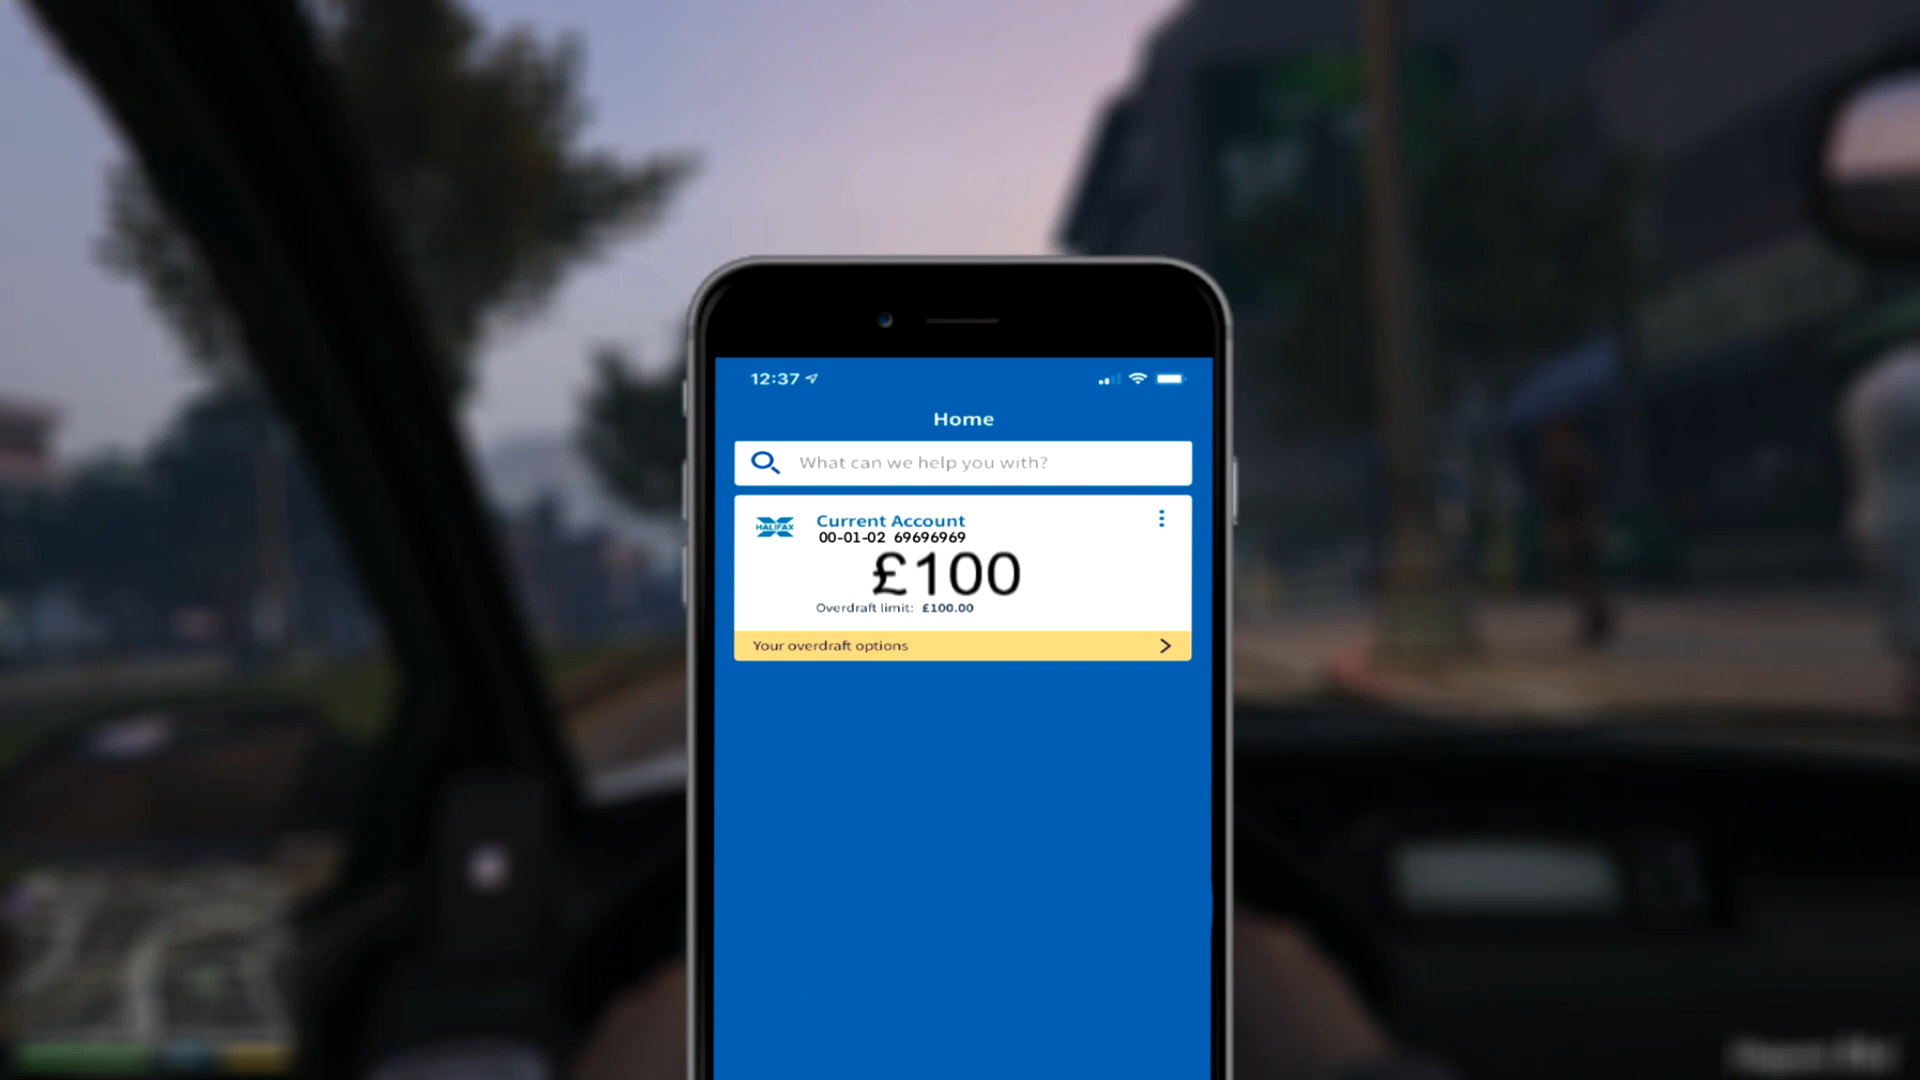 12:37
Home
What can we help you with?
HALIFAX
Current Account
00-01-02 69696969
£100
Overdraft limit: £100.00
Your overdraft options